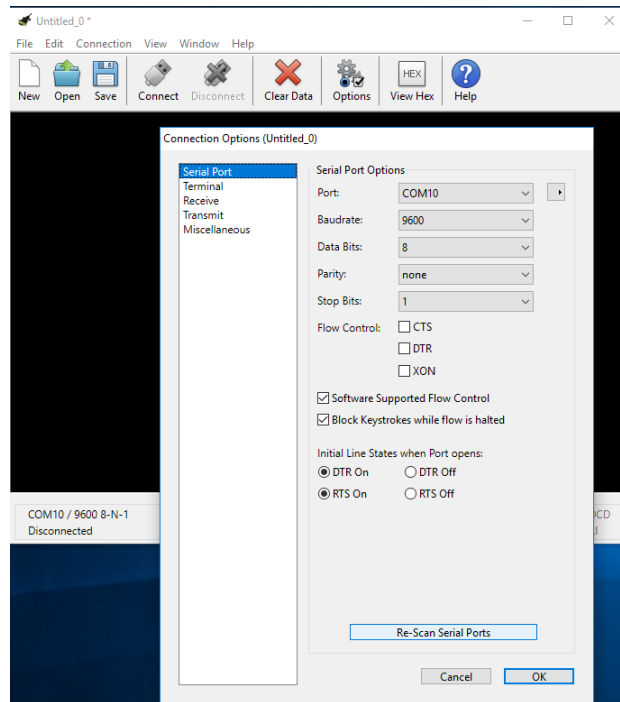 Untitled_0 *
File Edit Connection View Window Help
New Open Save Connect Disconnect Clear Data Options HEX View Hex ? Help
Connection Options (Untitled_0)
Serial Port
Terminal
Receive
Transmit
Miscellaneous
Serial Port Options
Port: COM10
Baudrate: 9600
Data Bits: 8
Parity: none
Stop Bits: 1
Flow Control: CTS
DTR
XON
Software Supported Flow Control
Block Keystrokes while flow is halted
Initial Line States when Port opens:
DTR On DTR Off
RTS On RTS Off
Re-Scan Serial Ports
Cancel OK
COM10 / 9600 8-N-1
Disconnected